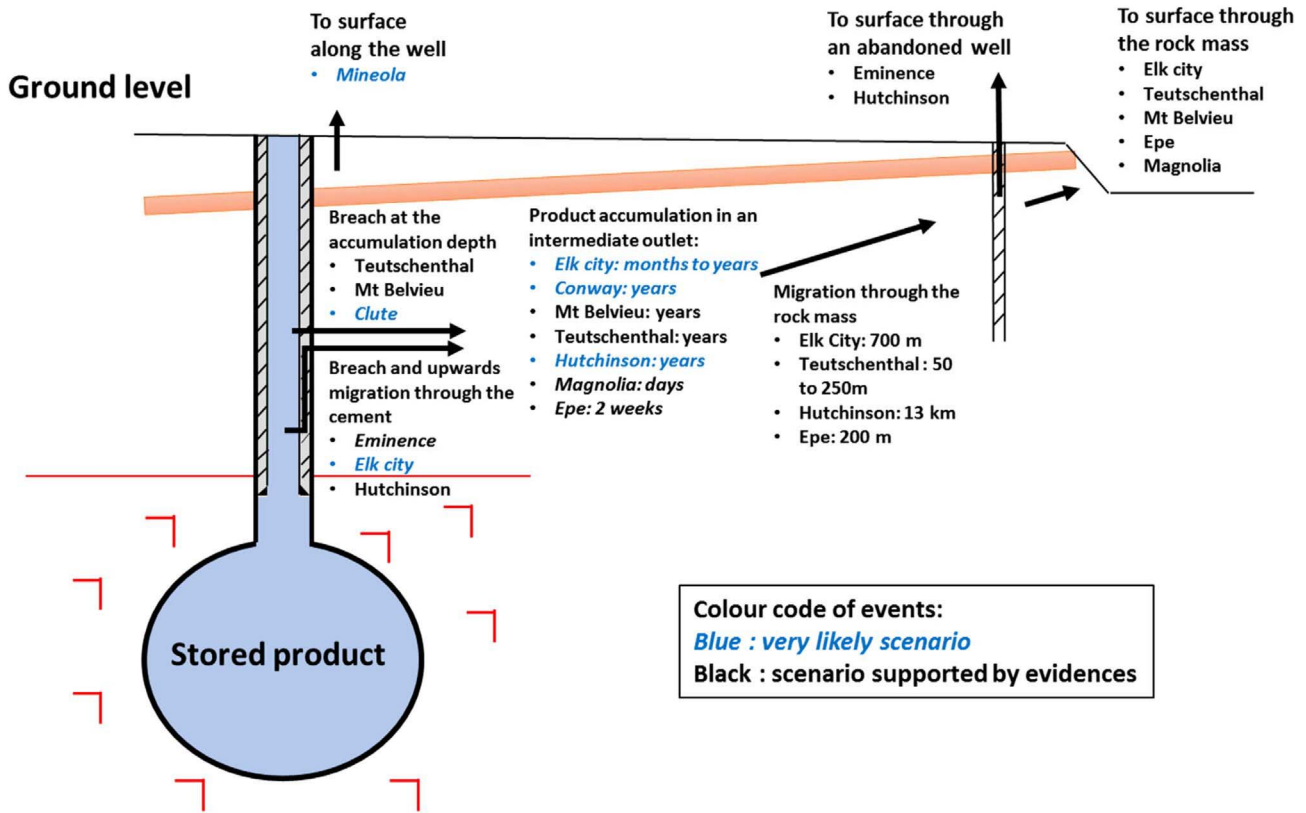 To surface
along the well
• Mineola
To surface through
an abandoned well
• Eminence
• Hutchinson
To surface through
the rock mass
• Elk city
• Teutschenthal
• Mt Belvieu
• Epe
• Magnolia
Ground level
Breach at the
accumulation depth
• Teutschenthal
• Mt Belvieu
• Clute
Breach and upwards
migration through the
cement
• Eminence
• Elk city
• Hutchinson
Product accumulation in an
intermediate outlet:
• Elk city: months to years
• Conway: years
• Mt Belvieu: years
• Teutschenthal: years
• Hutchinson: years
• Magnolia: days
• Epe: 2 weeks
Migration through the
rock mass
• Elk City: 700 m
• Teutschenthal : 50
to 250m
• Hutchinson: 13 km
• Epe: 200 m
Stored product
Colour code of events:
Blue : very likely scenario
Black : scenario supported by evidences